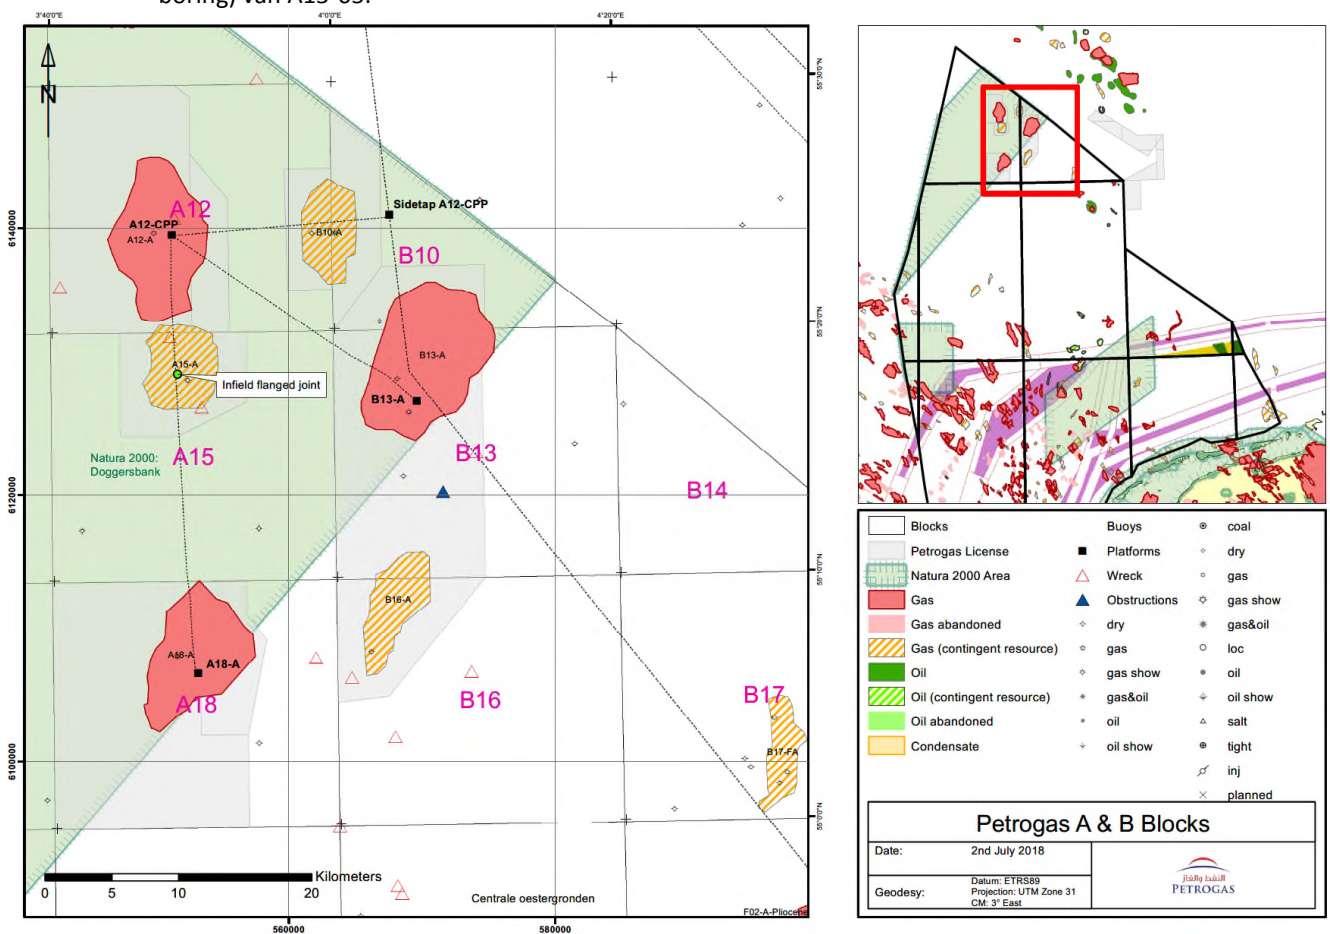 boring) van A15-05.
3°40'0"E
4°0'0"E
4°20'0"E
N
55°30'0"N
A12
A12-CPP
A12-A
Sidetap A12-CPP
B10-A
B10
6140000
55°20'0"N
B13-A
A15-A
Infield flanged joint
B13-A
B13
A15
Natura 2000:
Doggersbank
B14
6120000
55°10'0"N
B16-A
A18-A
A18-A
A18
B16
B17
B17-FA
6100000
55°0'0"N
Kilometers
0 5 10 20
Centrale oestergronden
F02-A-Pliocene
560000
580000
Blocks
Petrogas License
Natura 2000 Area
Gas
Gas abandoned
Gas (contingent resource)
Oil
Oil (contingent resource)
Oil abandoned
Condensate
Buoys
Platforms
Wreck
Obstructions
dry
gas
gas show
gas&oil
oil
oil show
coal
dry
gas
gas show
gas&oil
loc
oil
oil show
salt
tight
inj
planned
Petrogas A & B Blocks
Date: 2nd July 2018
Geodesy:
Datum: ETRS89
Projection: UTM Zone 31
CM: 3° East
النفط والغاز
PETROGAS